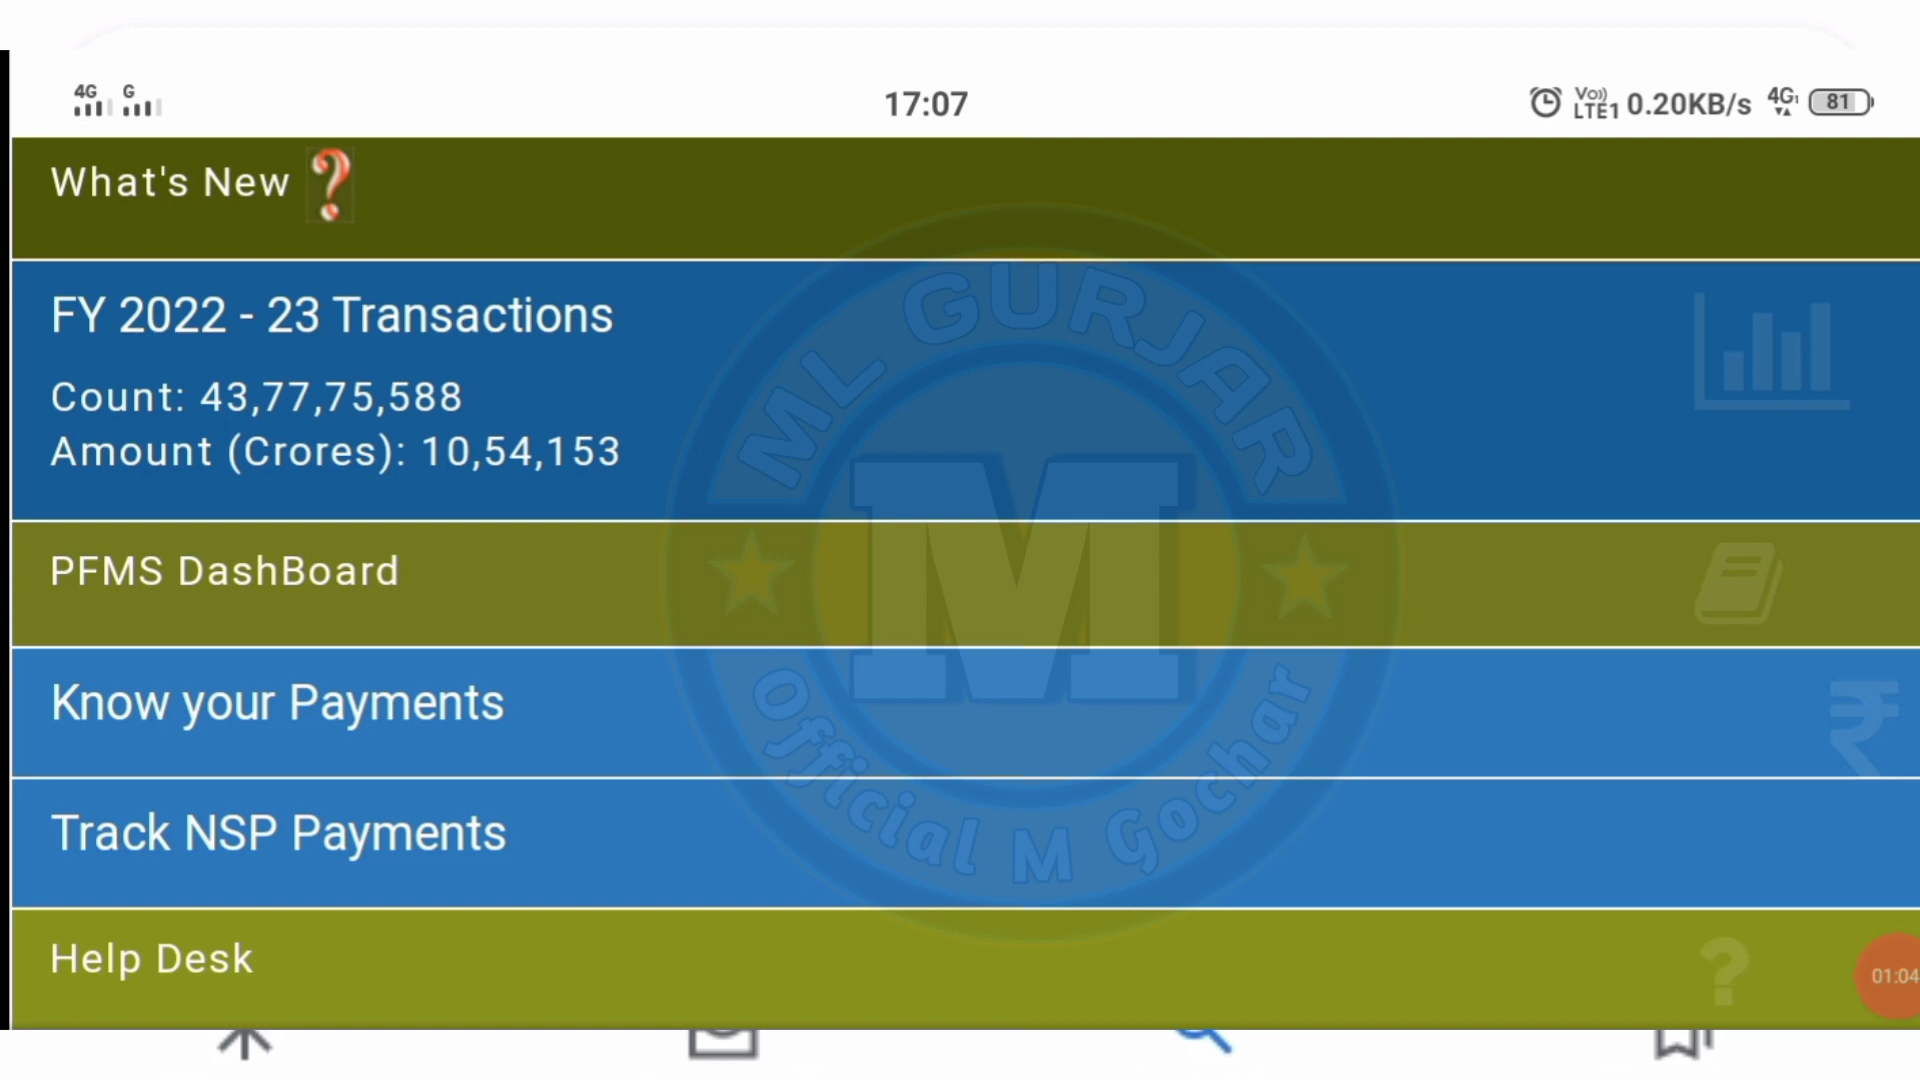 4G G
17:07
Vo)) LTE1 0.20KB/s 4G1 81
What's New
FY 2022 - 23 Transactions
Count: 43,77,75,588
Amount (Crores): 10,54,153
PFMS DashBoard
Know your Payments
Track NSP Payments
Help Desk
01:04
ML GURJAR
M
Official M Gochar